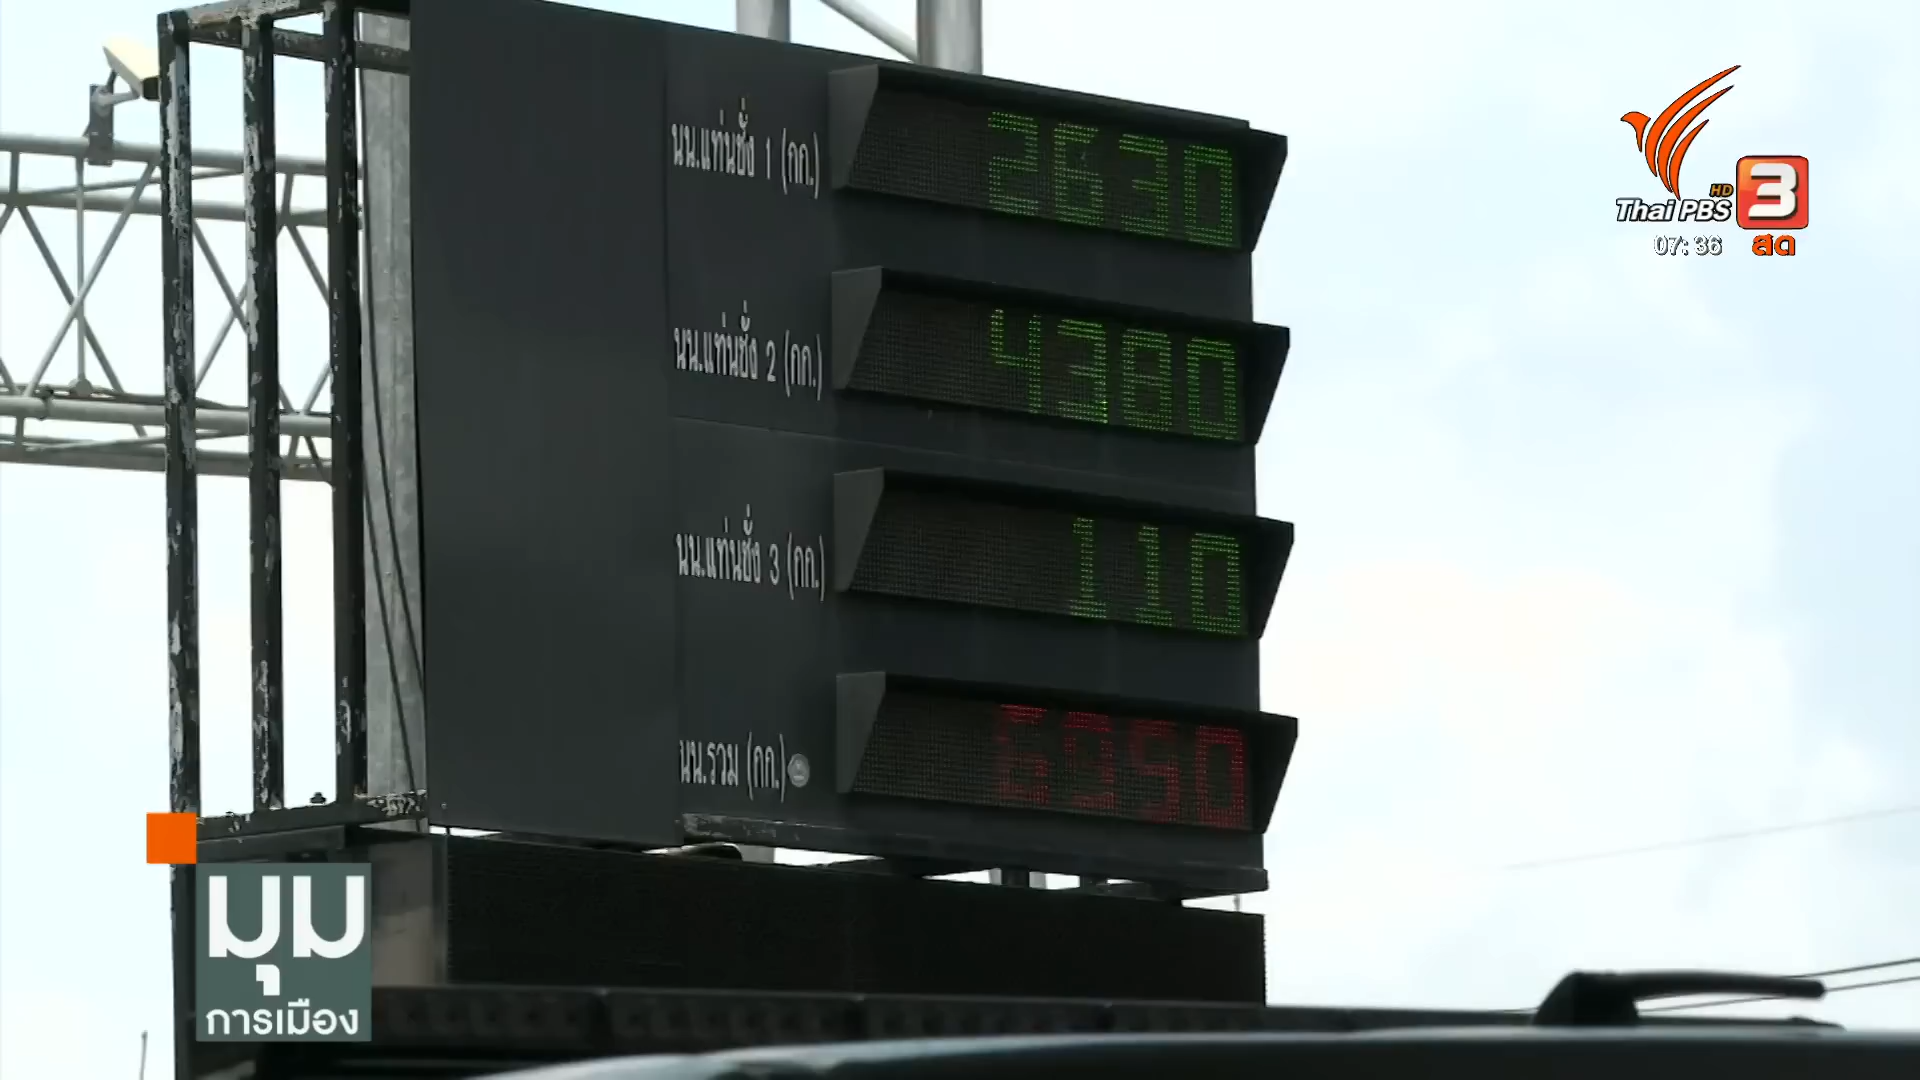 นน.แท่นชั่ง 1 (กก.) 2630
นน.แท่นชั่ง 2 (กก.) 4380
นน.แท่นชั่ง 3 (กก.) 110
นน.รวม (กก.) 6950
Thai PBS HD 3
07:36 สด
มุม
การเมือง